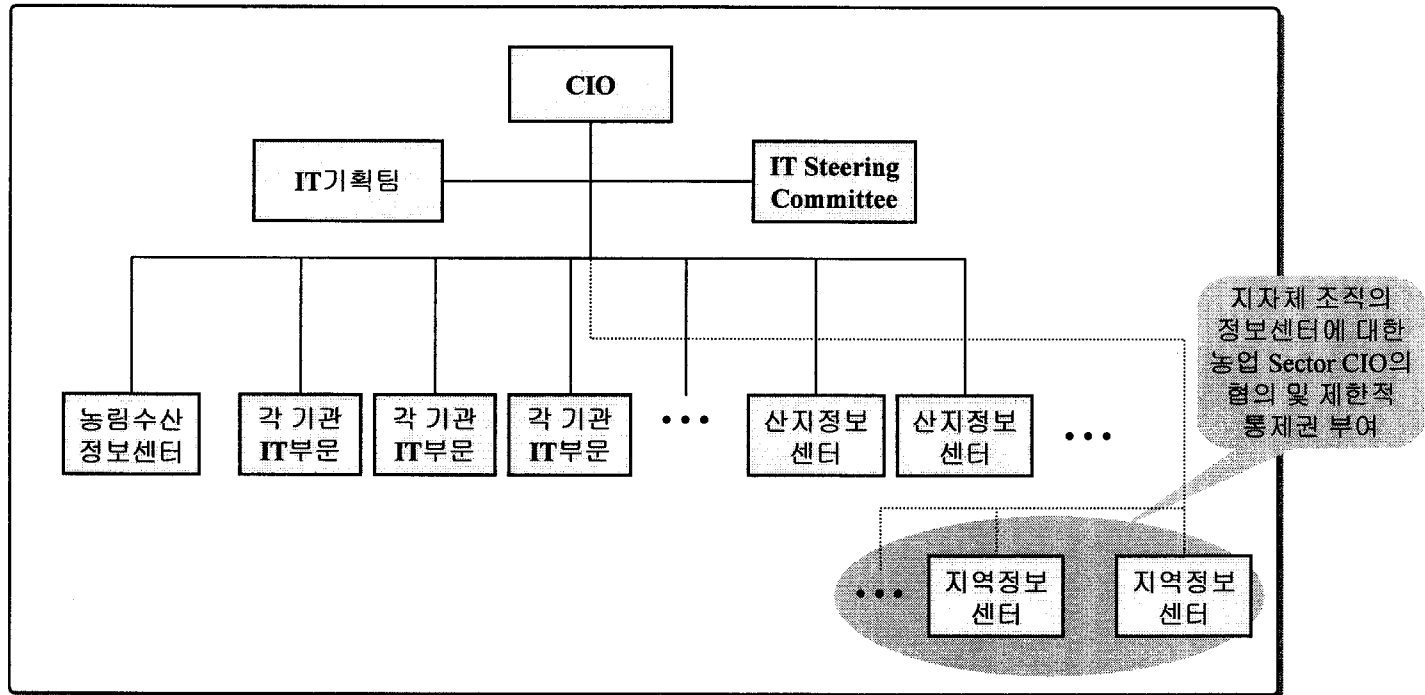 CIO
IT기획팀
IT Steering
Committee
지자체 조직의
정보센터에 대한
농업 Sector CIO의
협의 및 제한적
통제권 부여
농림수산
정보센터
각 기관
IT부문
각 기관
IT부문
각 기관
IT부문
•••
산지정보
센터
산지정보
센터
•••
•••
지역정보
센터
지역정보
센터